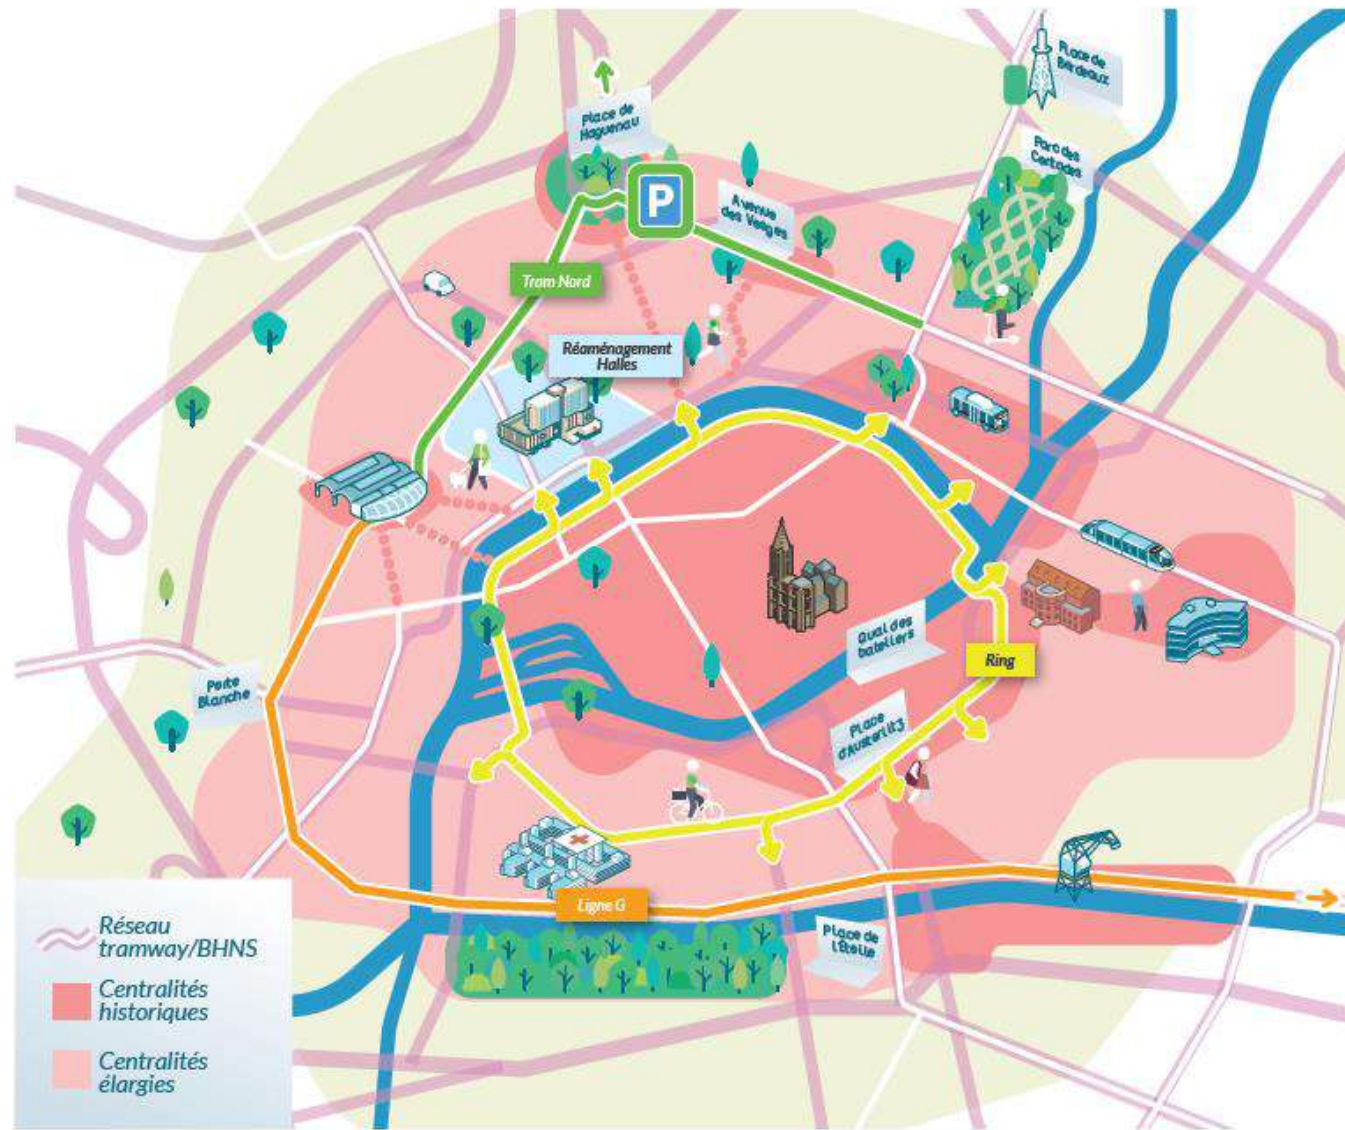 Place de
Bordeaux
Place de
Haguenau
Parc des
Contades
P
Avenue
des Vosges
Tram Nord
Réaménagement
Halles
Quai des
bateliers
Ring
Porte
Blanche
Place
d'Austerlitz
Ligne G
Place de
l'Étoile
Réseau
tramway/BHNS
Centralités
historiques
Centralités
élargies